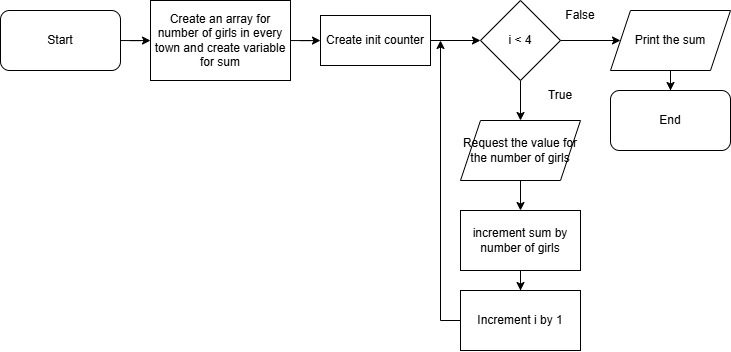 Start
Create an array for
number of girls in every
town and create variable
for sum
Create init counter
i < 4
False
Print the sum
True
End
Request the value for
the number of girls
increment sum by
number of girls
Increment i by 1